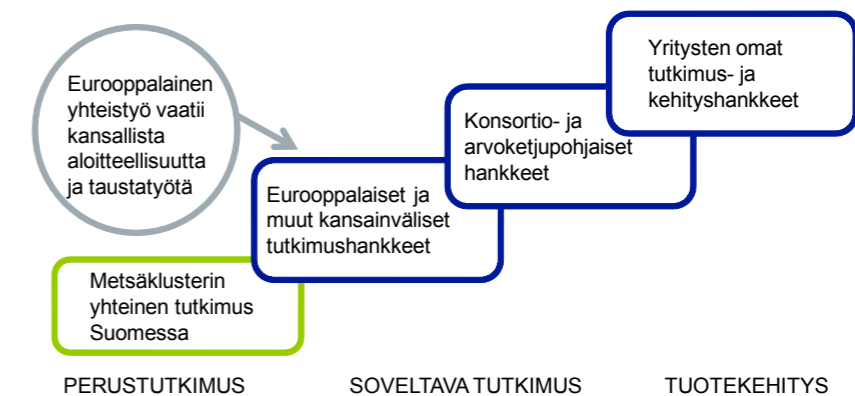 Eurooppalainen
yhteistyö vaatii
kansallista
aloitteellisuutta
ja taustatyötä
Metsäklusterin
yhteinen tutkimus
Suomessa
Eurooppalaiset ja
muut kansainväliset
tutkimushankkeet
Konsortio- ja
arvoketjupohjaiset
hankkeet
Yritysten omat
tutkimus- ja
kehityshankkeet
PERUSTUTKIMUS
SOVELTAVA TUTKIMUS
TUOTEKEHITYS